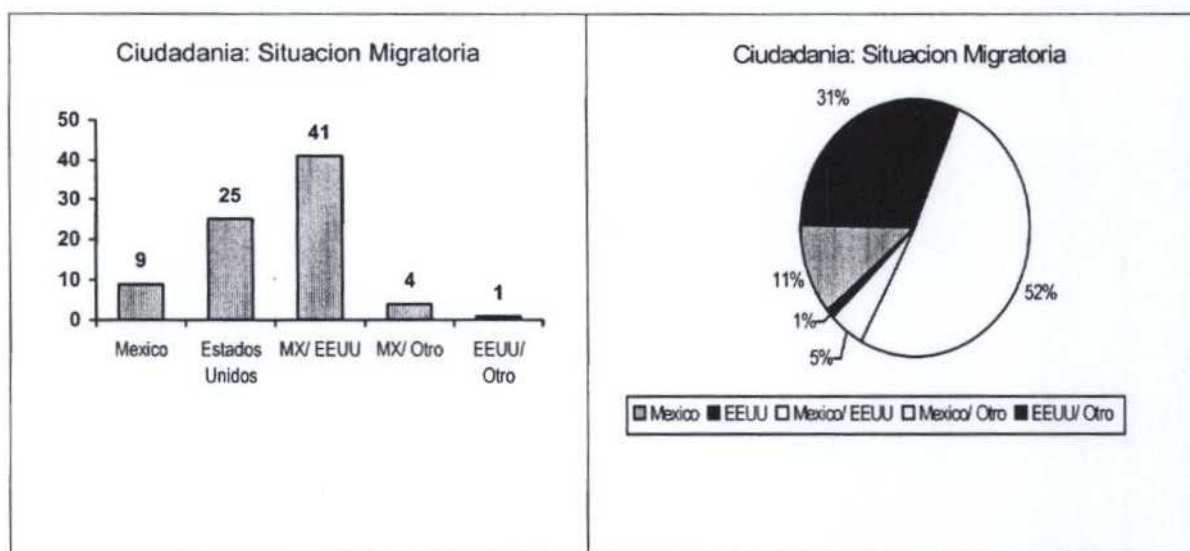 Ciudadania: Situacion Migratoria
50
40
30
20
10
0
9
25
41
4
1
Mexico
Estados
Unidos
MX/ EEUU
MX/ Otro
EEUU/
Otro
Ciudadania: Situacion Migratoria
31%
11%
1%
5%
52%
Mexico EEUU Mexico/ EEUU Mexico/ Otro EEUU/ Otro